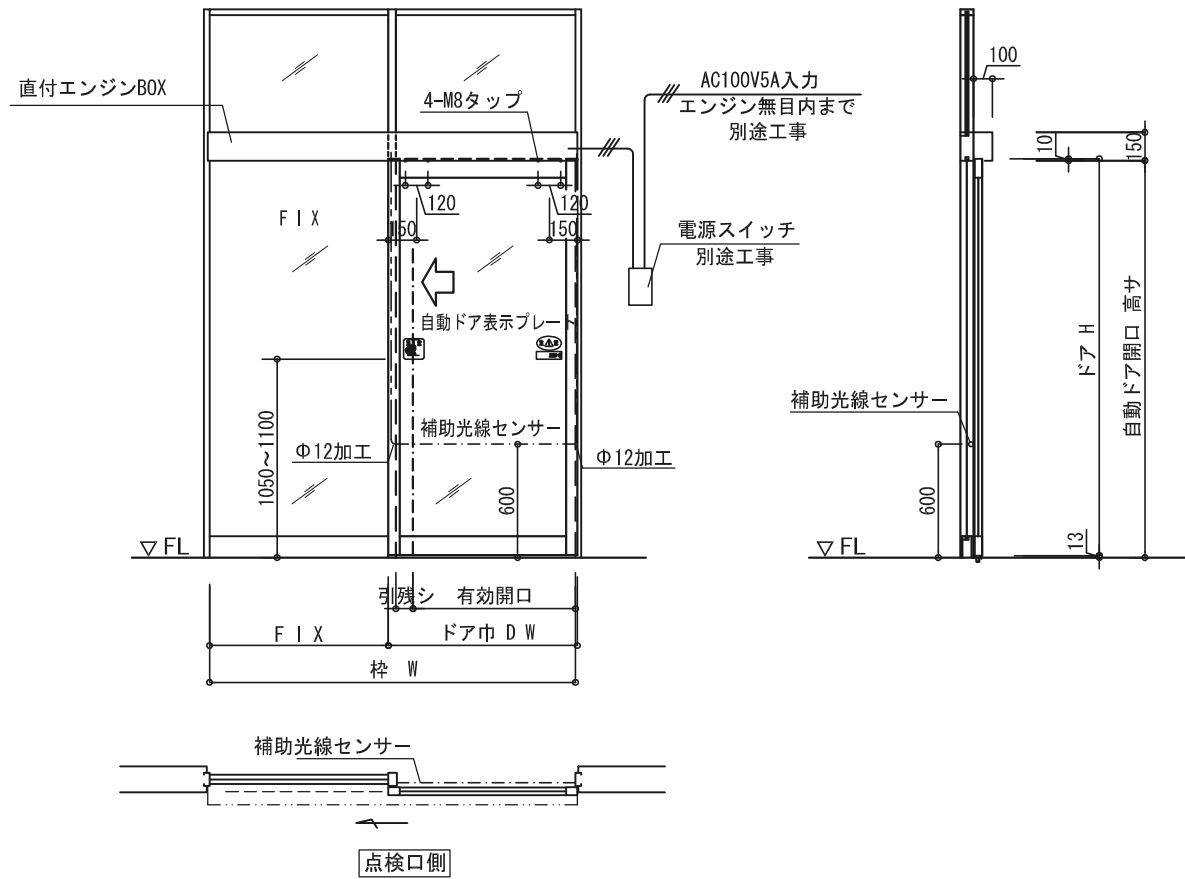 直付エンジンBOX
4-M8タップ
AC100V5A入力
エンジン無目内まで
別途工事
120
120
150
150
ＦＩＸ
電源スイッチ
別途工事
自動ドア表示プレート
補助光線センサー
Φ12加工
Φ12加工
1050~1100
600
▽FL
引残シ
有効開口
ＦＩＸ
ドア巾ＤＷ
枠 W
100
10
150
ドア H
自動ドア開口 高サ
補助光線センサー
600
13
▽FL
補助光線センサー
点検口側